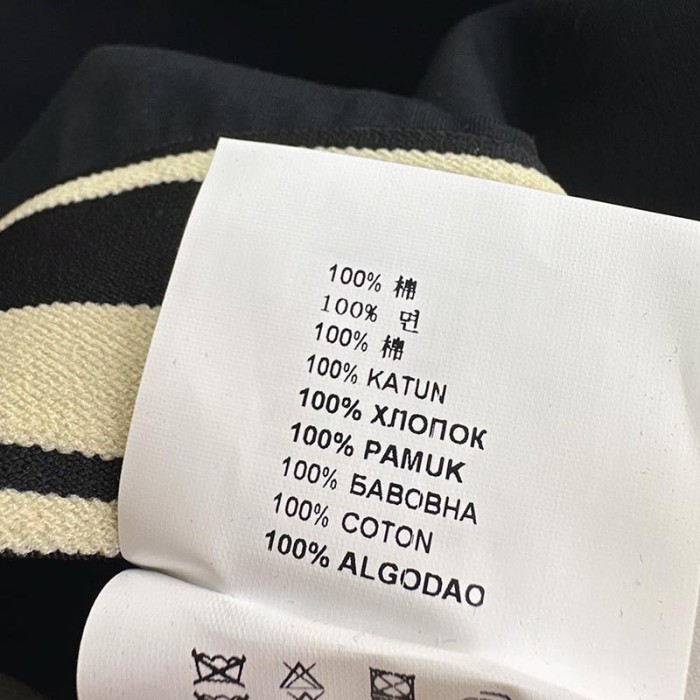 100% 棉
100% 면
100% 棉
100% KATUN
100% ХЛОПОК
100% PAMUK
100% БАВОВНА
100% COTON
100% ALGODAO